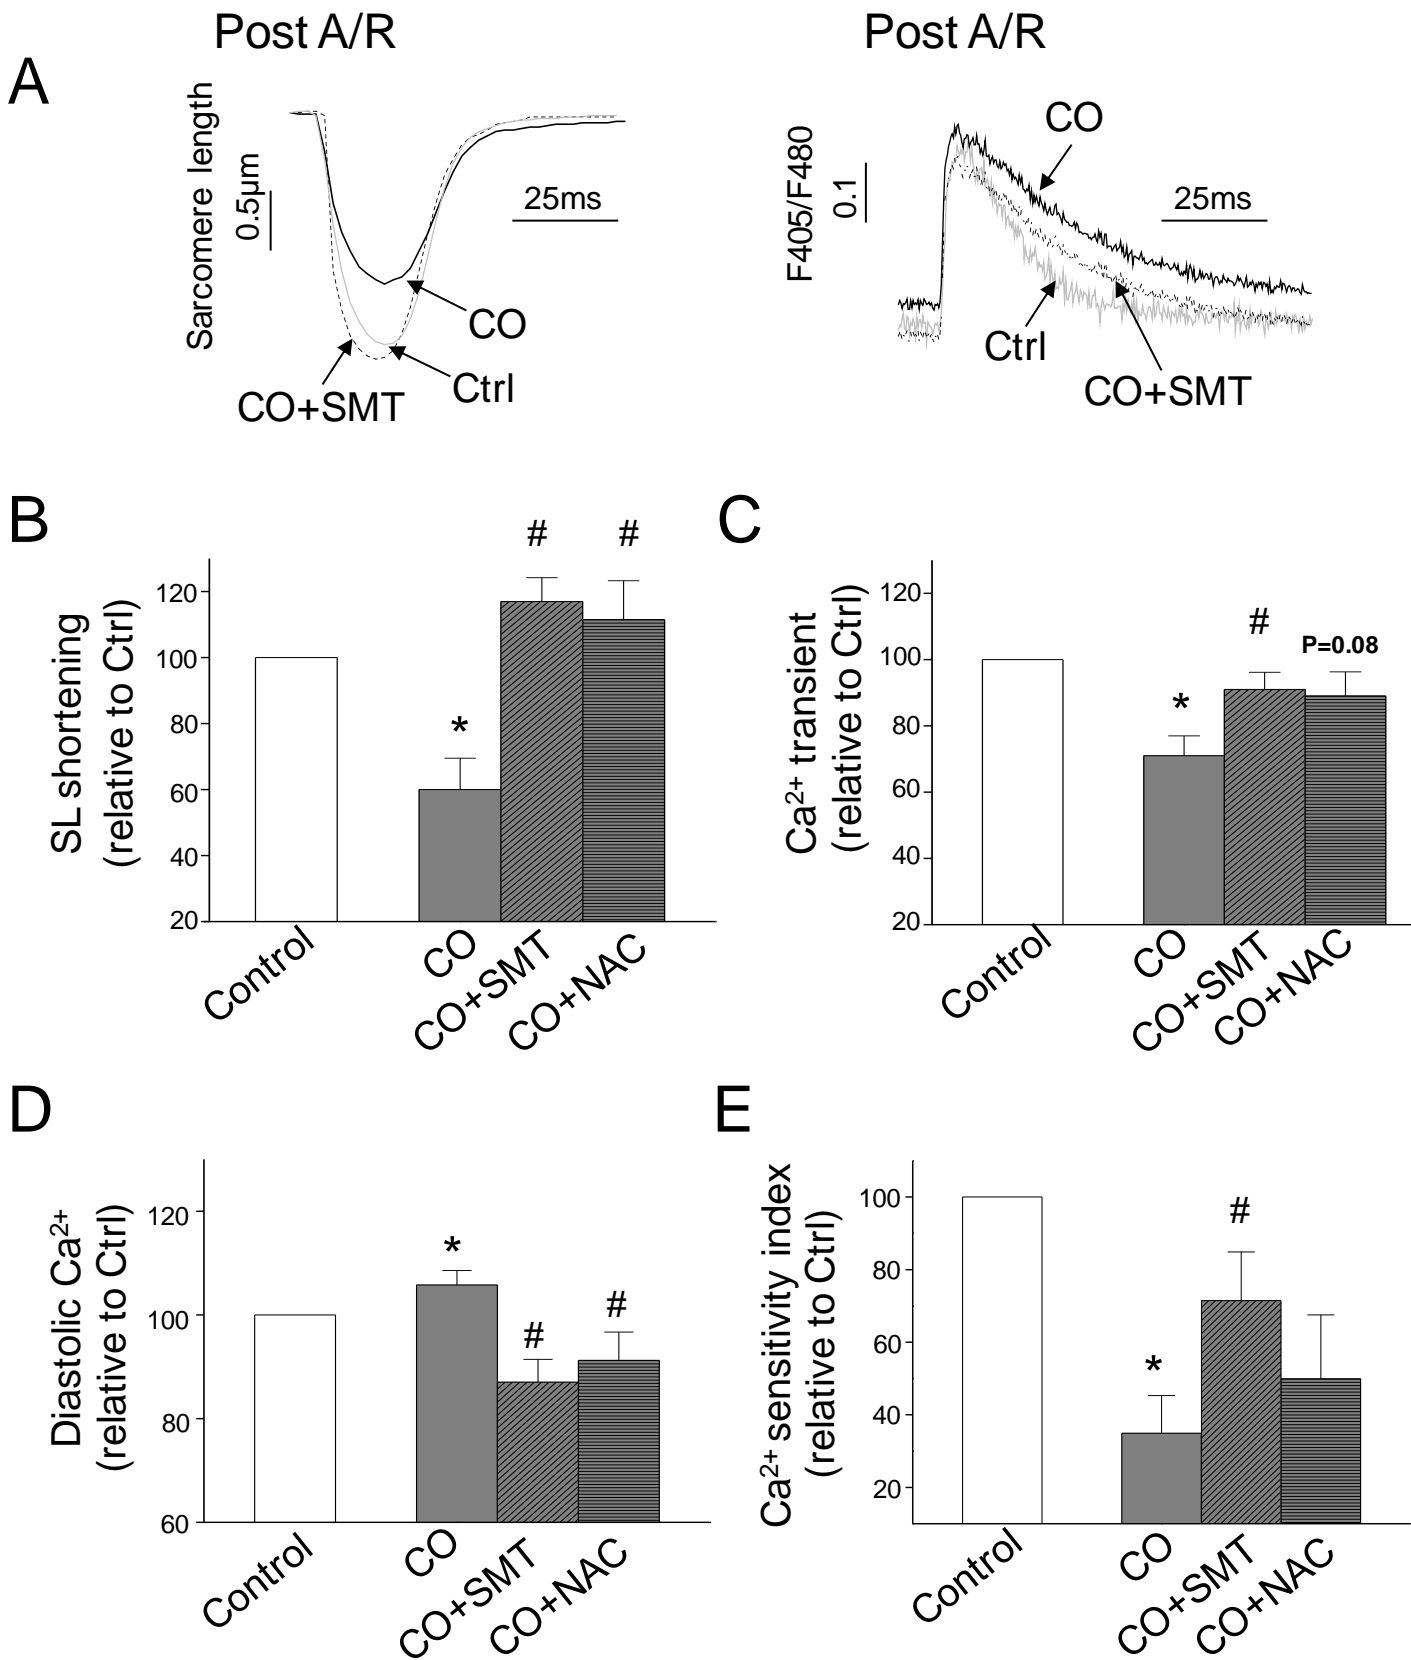 Post A/R
Post A/R
A
Sarcomere length
0.5µm
25ms
CO
Ctrl
CO+SMT
F405/F480
0.1
CO
25ms
Ctrl
CO+SMT
B
SL shortening
(relative to Ctrl)
120
100
80
60
40
20
*
#
#
Control
CO
CO+SMT
CO+NAC
C
Ca2+ transient
(relative to Ctrl)
120
100
80
60
40
20
*
#
P=0.08
Control
CO
CO+SMT
CO+NAC
D
Diastolic Ca2+
(relative to Ctrl)
120
100
80
60
*
#
#
Control
CO
CO+SMT
CO+NAC
E
Ca2+ sensitivity index
(relative to Ctrl)
100
80
60
40
20
*
#
Control
CO
CO+SMT
CO+NAC